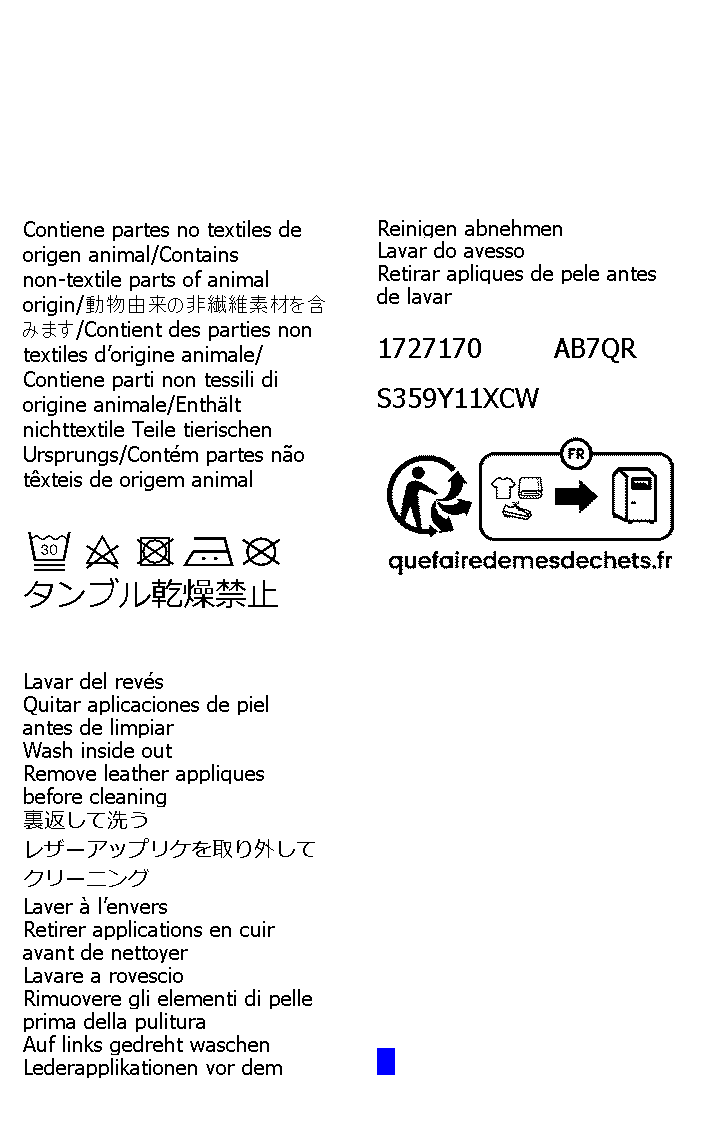 Contiene partes no textiles de
origen animal/Contains
non-textile parts of animal
origin/動物由来の非繊維素材を含
みます/Contient des parties non
textiles d'origine animale/
Contiene parti non tessili di
origine animale/Enthält
nichttextile Teile tierischen
Ursprungs/Contém partes não
têxteis de origem animal
30
タンブル乾燥禁止
Lavar del revés
Quitar aplicaciones de piel
antes de limpiar
Wash inside out
Remove leather appliques
before cleaning
裏返して洗う
レザーアップリケを取り外して
クリーニング
Laver à l'envers
Retirer applications en cuir
avant de nettoyer
Lavare a rovescio
Rimuovere gli elementi di pelle
prima della pulitura
Auf links gedreht waschen
Lederapplikationen vor dem
Reinigen abnehmen
Lavar do avesso
Retirar apliques de pele antes
de lavar
1727170 AB7QR
S359Y11XCW
FR
quefairedemesdechets.fr